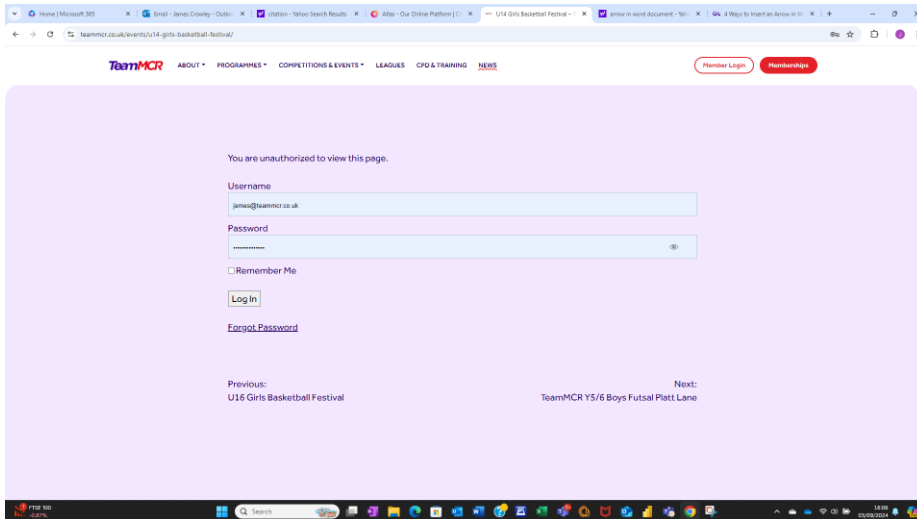 Home | Microsoft 365
Email - James Crowley - Outlo
citation - Yahoo Search Results
Atlas - Our Online Platform | Ci
U14 Girls Basketball Festival – T
arrow in word document - Yah
4 Ways to Insert an Arrow in W
teammcr.co.uk/events/u14-girls-basketball-festival/
TeamMCR
ABOUT
PROGRAMMES
COMPETITIONS & EVENTS
LEAGUES
CPD & TRAINING
NEWS
Member Login
Memberships
You are unauthorized to view this page.
Username
james@teammcr.co.uk
Password
Remember Me
Log In
Forgot Password
Previous:
U16 Girls Basketball Festival
Next:
TeamMCR Y5/6 Boys Futsal Platt Lane
FTSE 100
-0.87%
Search
16:06
03/09/2024